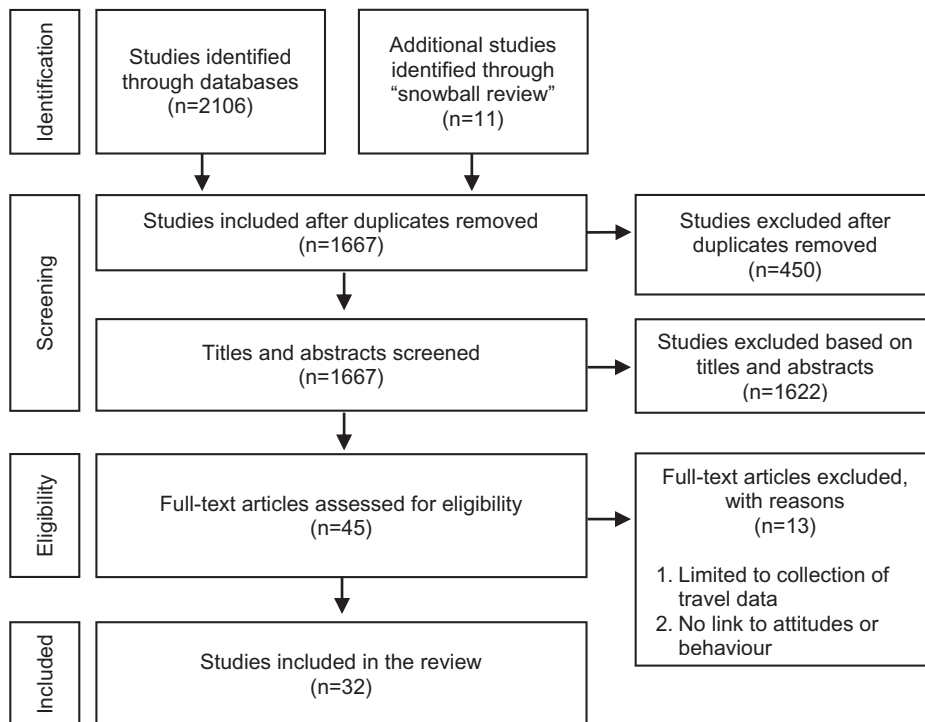 Identification
Studies identified
through databases
(n=2106)
Additional studies
identified through
“snowball review”
(n=11)
Screening
Studies included after duplicates removed
(n=1667)
Studies excluded after
duplicates removed
(n=450)
Titles and abstracts screened
(n=1667)
Studies excluded based on
titles and abstracts
(n=1622)
Eligibility
Full-text articles assessed for eligibility
(n=45)
Full-text articles excluded,
with reasons
(n=13)
1. Limited to collection of
travel data
2. No link to attitudes or
behaviour
Included
Studies included in the review
(n=32)